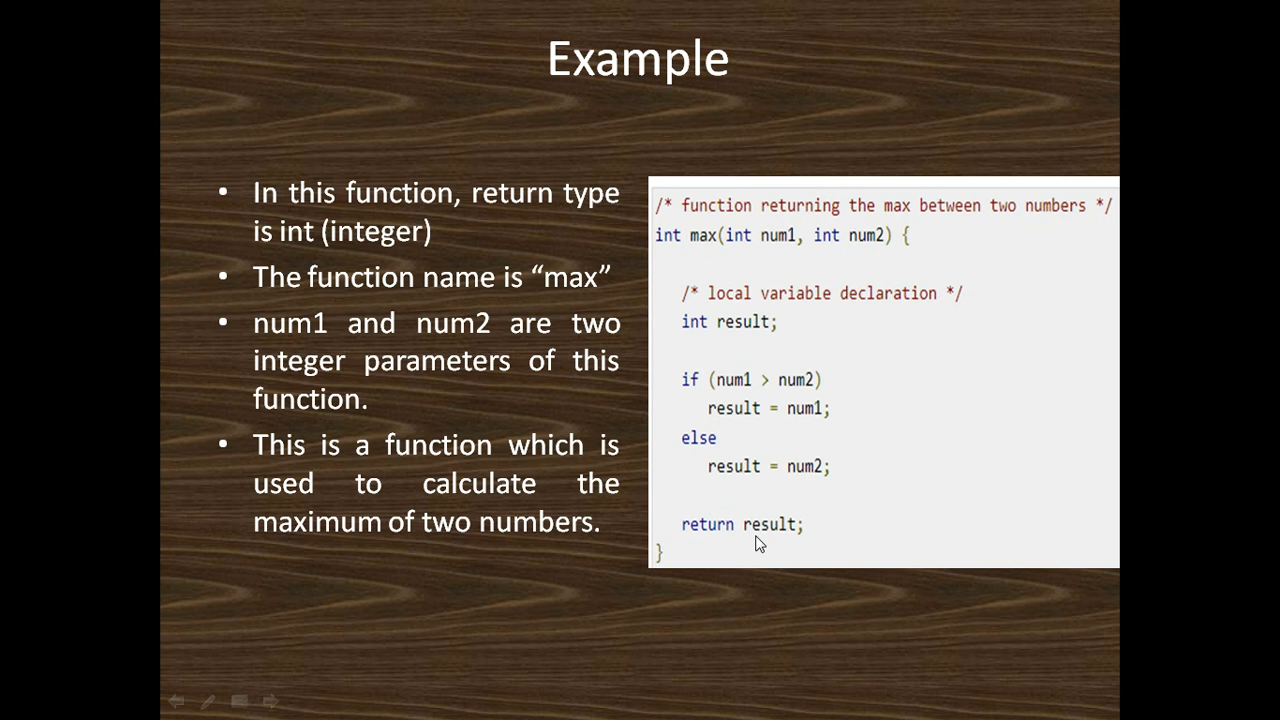 Example
• In this function, return type
is int (integer)
• The function name is “max”
• num1 and num2 are two
integer parameters of this
function.
• This is a function which is
used to calculate the
maximum of two numbers.
/* function returning the max between two numbers */
int max(int num1, int num2) {
/* local variable declaration */
int result;
if (num1 > num2)
result = num1;
else
result = num2;
return result;
}